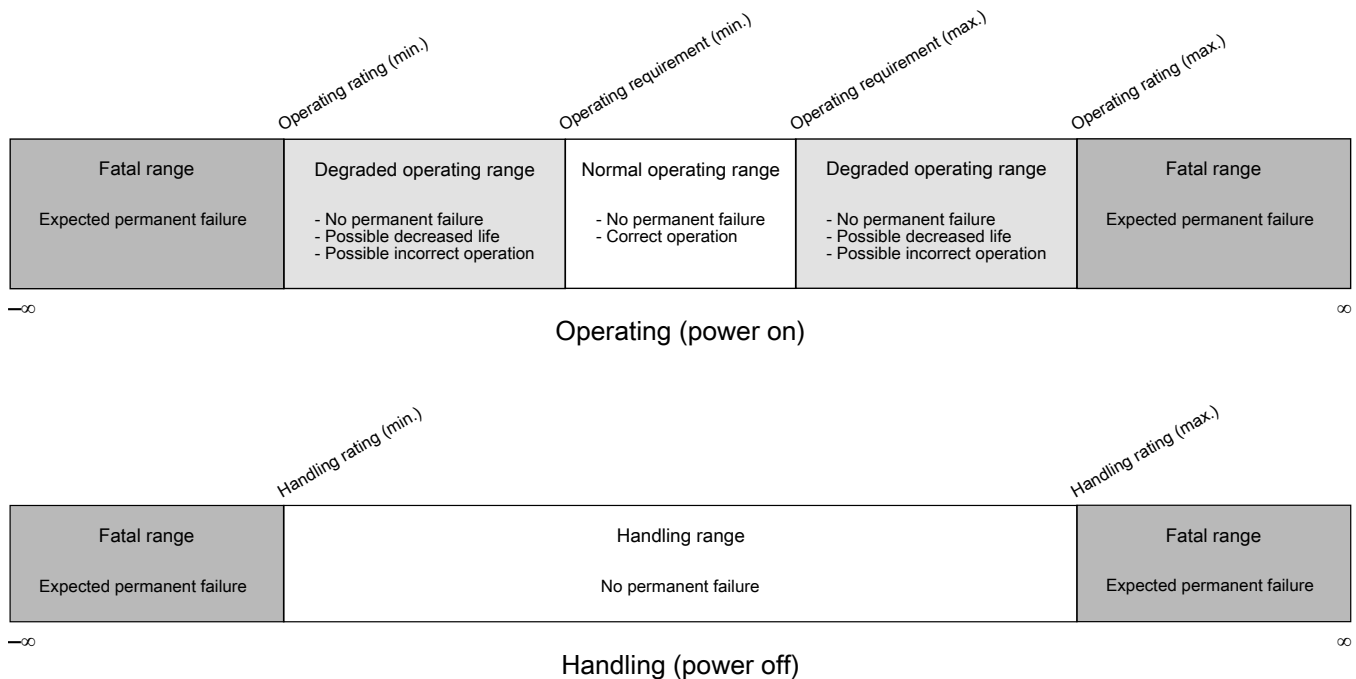 Operating rating (min.)
Operating requirement (min.)
Operating requirement (max.)
Operating rating (max.)
Fatal range
Expected permanent failure
Degraded operating range
- No permanent failure
- Possible decreased life
- Possible incorrect operation
Normal operating range
- No permanent failure
- Correct operation
Degraded operating range
- No permanent failure
- Possible decreased life
- Possible incorrect operation
Fatal range
Expected permanent failure
–∞
∞
Operating (power on)
Handling rating (min.)
Handling rating (max.)
Fatal range
Expected permanent failure
Handling range
No permanent failure
Fatal range
Expected permanent failure
–∞
∞
Handling (power off)